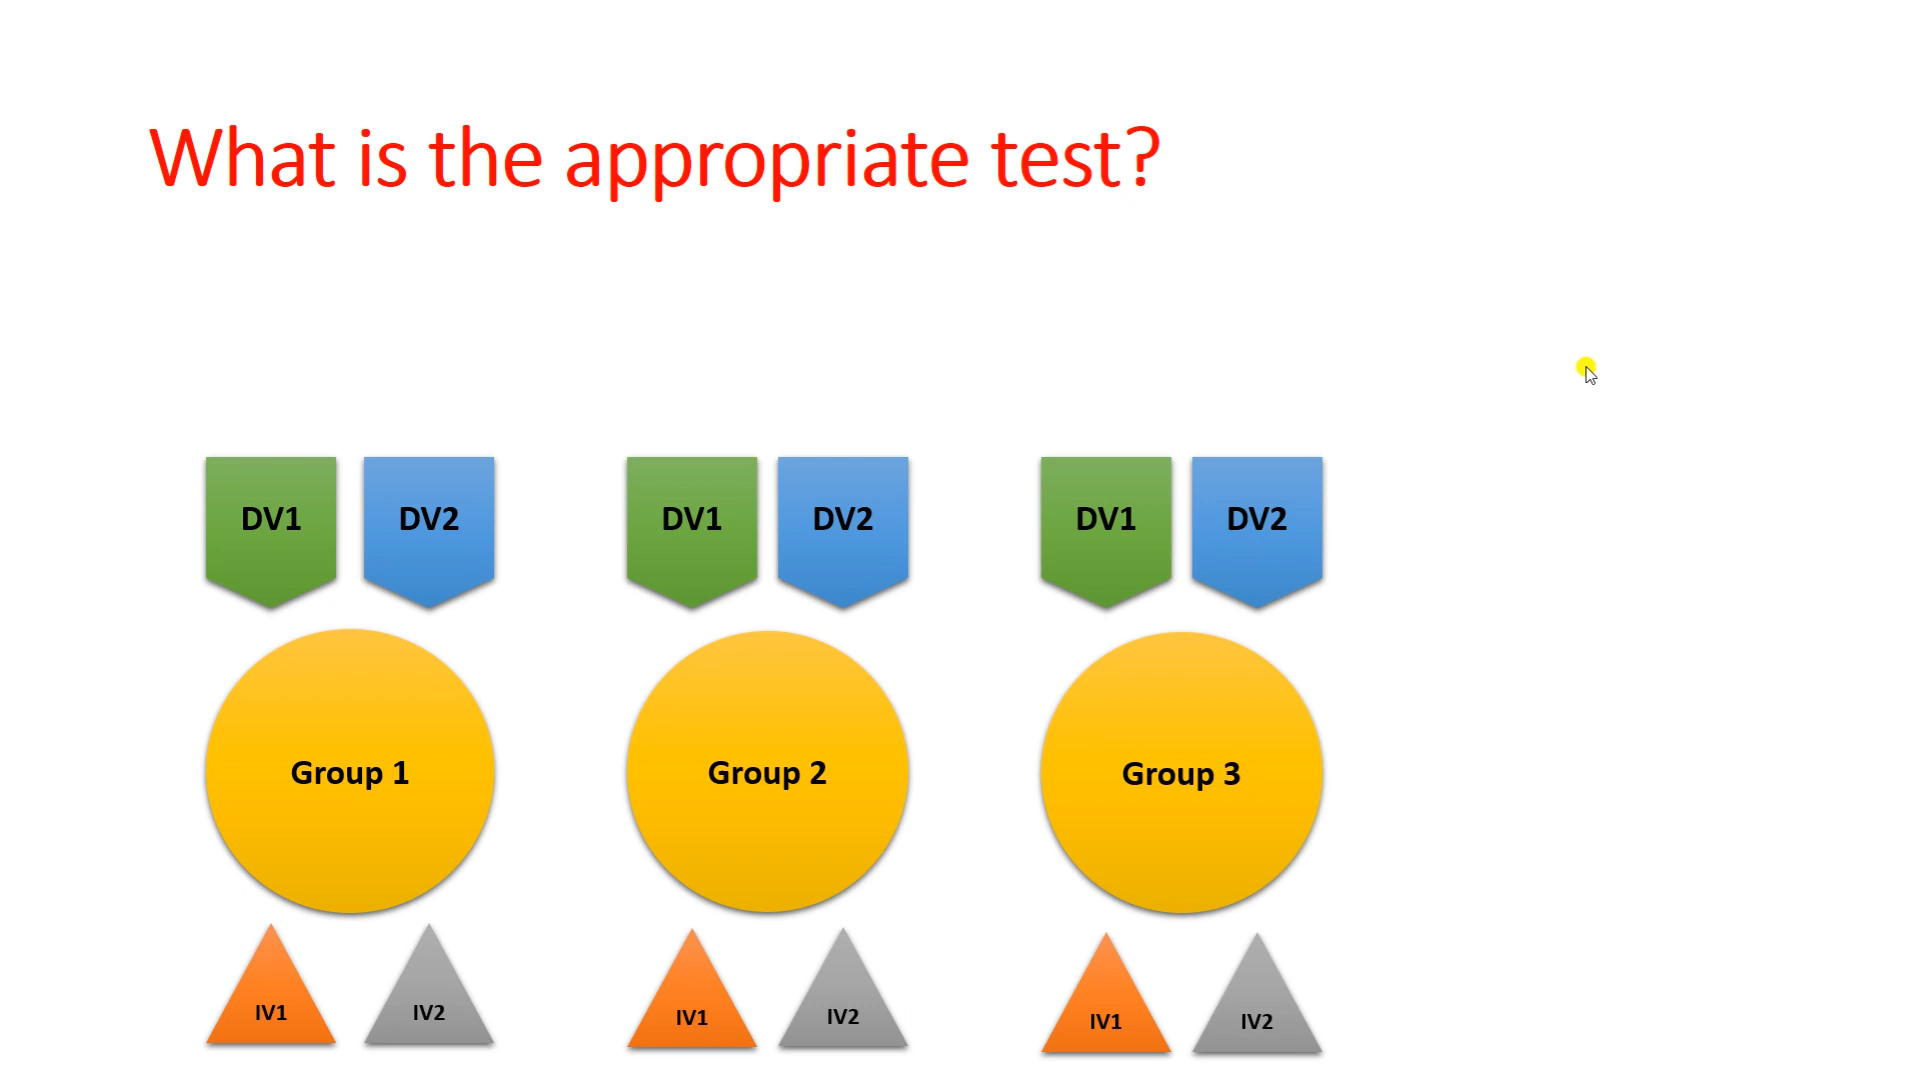 What is the appropriate test?
DV1 DV2 DV1 DV2 DV1 DV2
Group 1 Group 2 Group 3
IV1 IV2 IV1 IV2 IV1 IV2